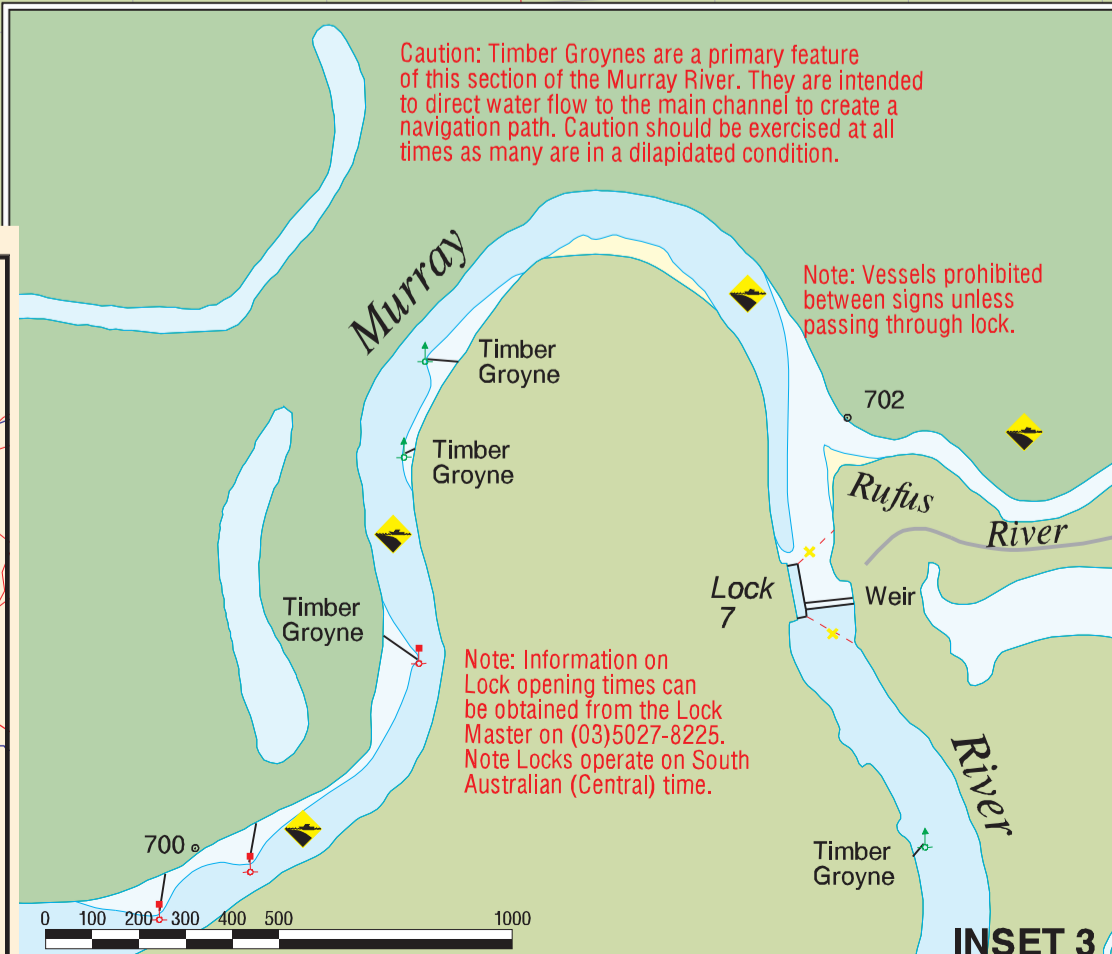 Caution: Timber Groynes are a primary feature
of this section of the Murray River. They are intended
to direct water flow to the main channel to create a
navigation path. Caution should be exercised at all
times as many are in a dilapidated condition.
Murray
Note: Vessels prohibited
between signs unless
passing through lock.
Timber
Groyne
702
Timber
Groyne
Rufus
River
Lock
7
Weir
Timber
Groyne
Note: Information on
Lock opening times can
be obtained from the Lock
Master on (03)5027-8225.
Note Locks operate on South
Australian (Central) time.
River
700
Timber
Groyne
0 100 200 300 400 500 1000
INSET 3